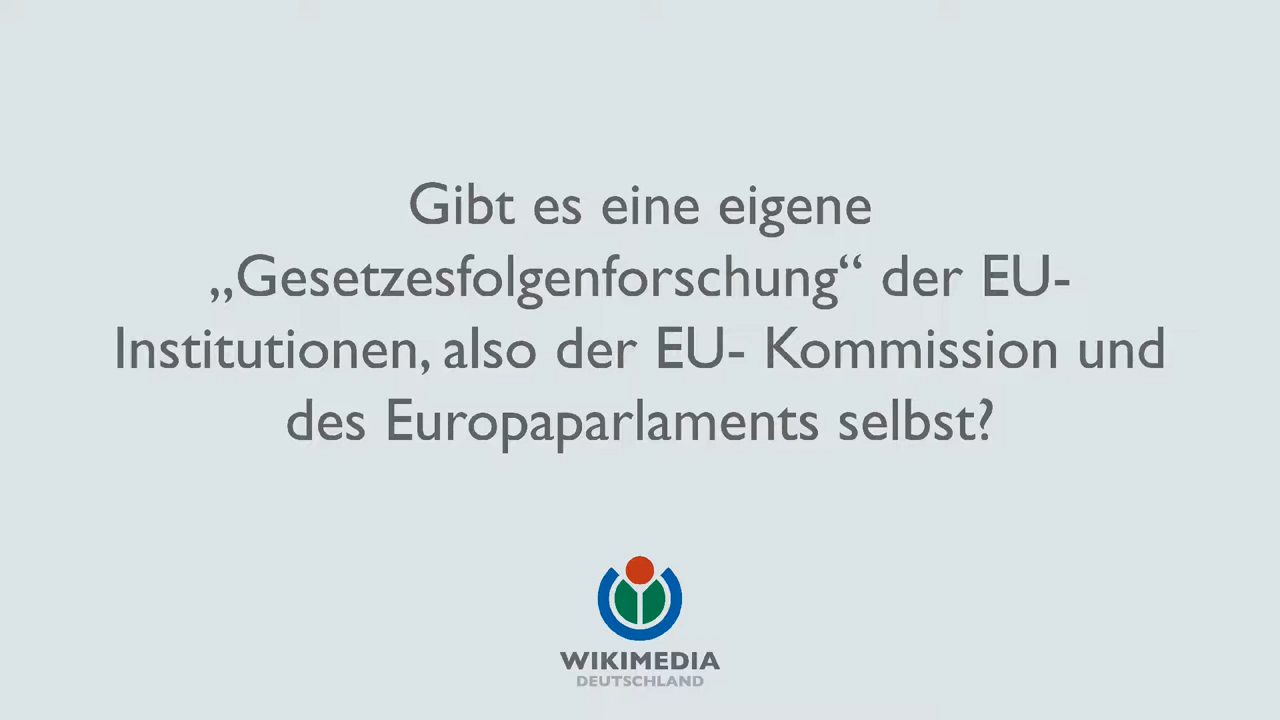 Gibt es eine eigene
„Gesetzesfolgenforschung“ der EU-
Institutionen, also der EU- Kommission und
des Europaparlaments selbst?
WIKIMEDIA
DEUTSCHLAND